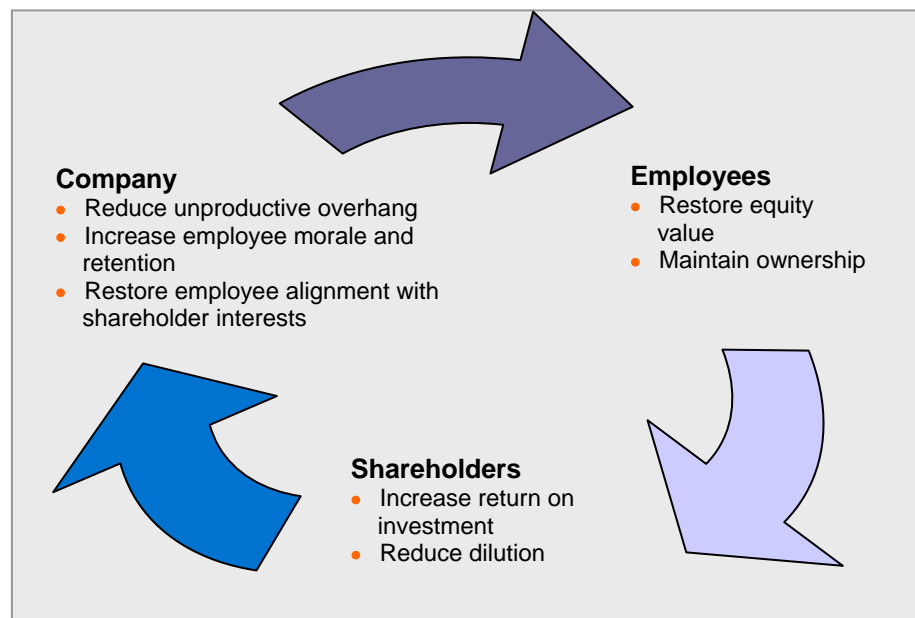 Company
• Reduce unproductive overhang
• Increase employee morale and
retention
• Restore employee alignment with
shareholder interests
Employees
• Restore equity
value
• Maintain ownership
Shareholders
• Increase return on
investment
• Reduce dilution